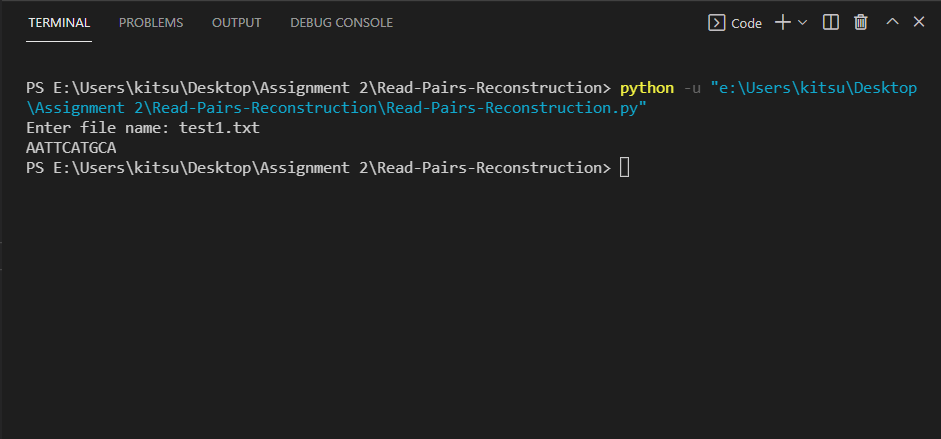 TERMINAL PROBLEMS OUTPUT DEBUG CONSOLE Code
PS E:\Users\kitsu\Desktop\Assignment 2\Read-Pairs-Reconstruction> python -u "e:\Users\kitsu\Desktop
\Assignment 2\Read-Pairs-Reconstruction\Read-Pairs-Reconstruction.py"
Enter file name: test1.txt
AATTCATGCA
PS E:\Users\kitsu\Desktop\Assignment 2\Read-Pairs-Reconstruction>